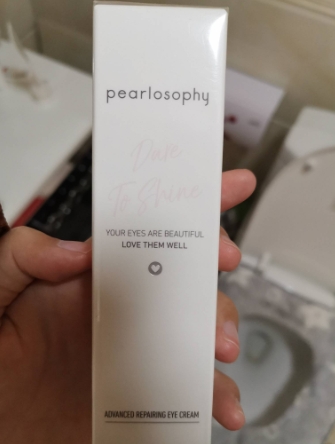 pearlosophy
Dare
To Shine
YOUR EYES ARE BEAUTIFUL
LOVE THEM WELL
ADVANCED REPAIRING EYE CREAM